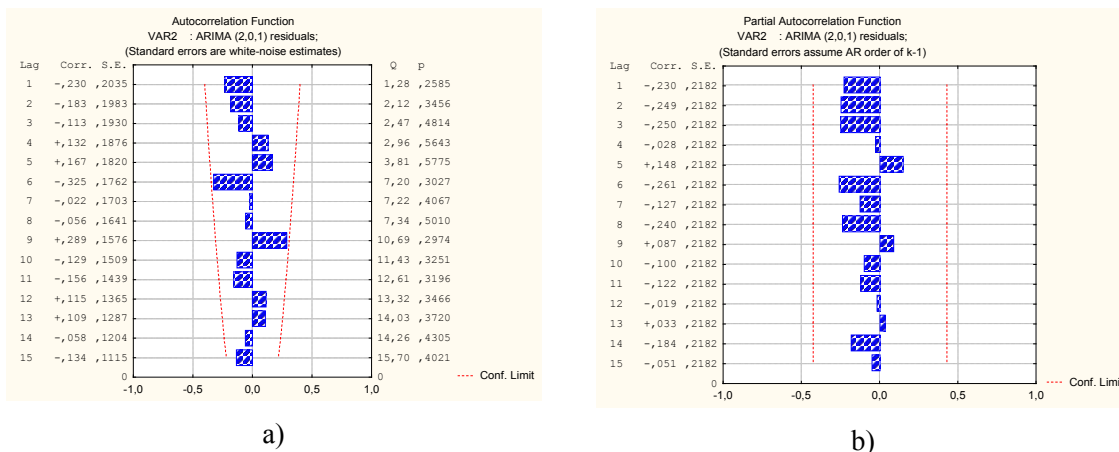 Autocorrelation Function
VAR2 : ARIMA (2,0,1) residuals;
(Standard errors are white-noise estimates)
Lag Corr. S.E. Q p
1 -,230 ,2035 1,28 ,2585
2 -,183 ,1983 2,12 ,3456
3 -,113 ,1930 2,47 ,4814
4 +,132 ,1876 2,96 ,5643
5 +,167 ,1820 3,81 ,5775
6 -,325 ,1762 7,20 ,3027
7 -,022 ,1703 7,22 ,4067
8 -,056 ,1641 7,34 ,5010
9 +,289 ,1576 10,69 ,2974
10 -,129 ,1509 11,43 ,3251
11 -,156 ,1439 12,61 ,3196
12 +,115 ,1365 13,32 ,3466
13 +,109 ,1287 14,03 ,3720
14 -,058 ,1204 14,26 ,4305
15 -,134 ,1115 15,70 ,4021
0 0
-1,0 -0,5 0,0 0,5 1,0
Conf. Limit
a)
Partial Autocorrelation Function
VAR2 : ARIMA (2,0,1) residuals;
(Standard errors assume AR order of k-1)
Lag Corr. S.E.
1 -,230 ,2182
2 -,249 ,2182
3 -,250 ,2182
4 -,028 ,2182
5 +,148 ,2182
6 -,261 ,2182
7 -,127 ,2182
8 -,240 ,2182
9 +,087 ,2182
10 -,100 ,2182
11 -,122 ,2182
12 -,019 ,2182
13 +,033 ,2182
14 -,184 ,2182
15 -,051 ,2182
0
-1,0 -0,5 0,0 0,5 1,0
Conf. Limit
b)